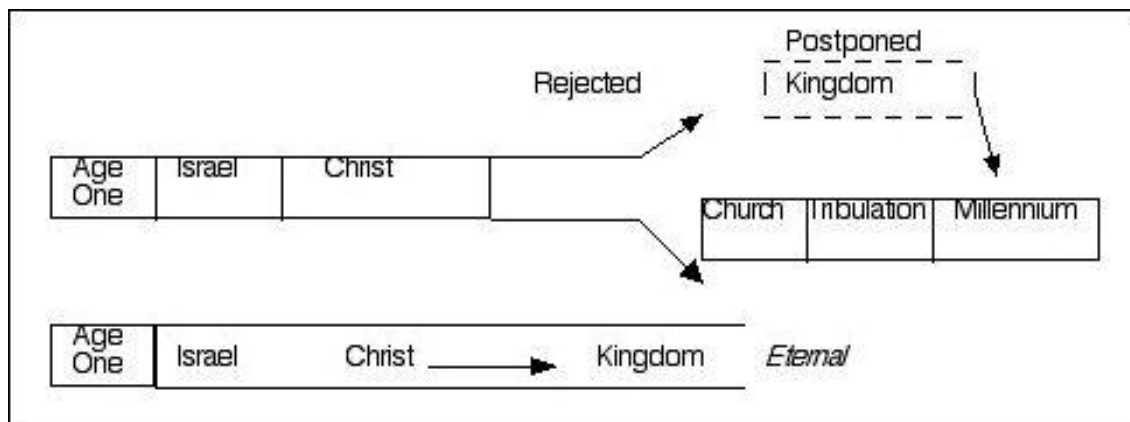 Postponed
Rejected Kingdom
Age One Israel Christ
Church Tribulation Millennium
Age One Israel Christ Kingdom Eternal